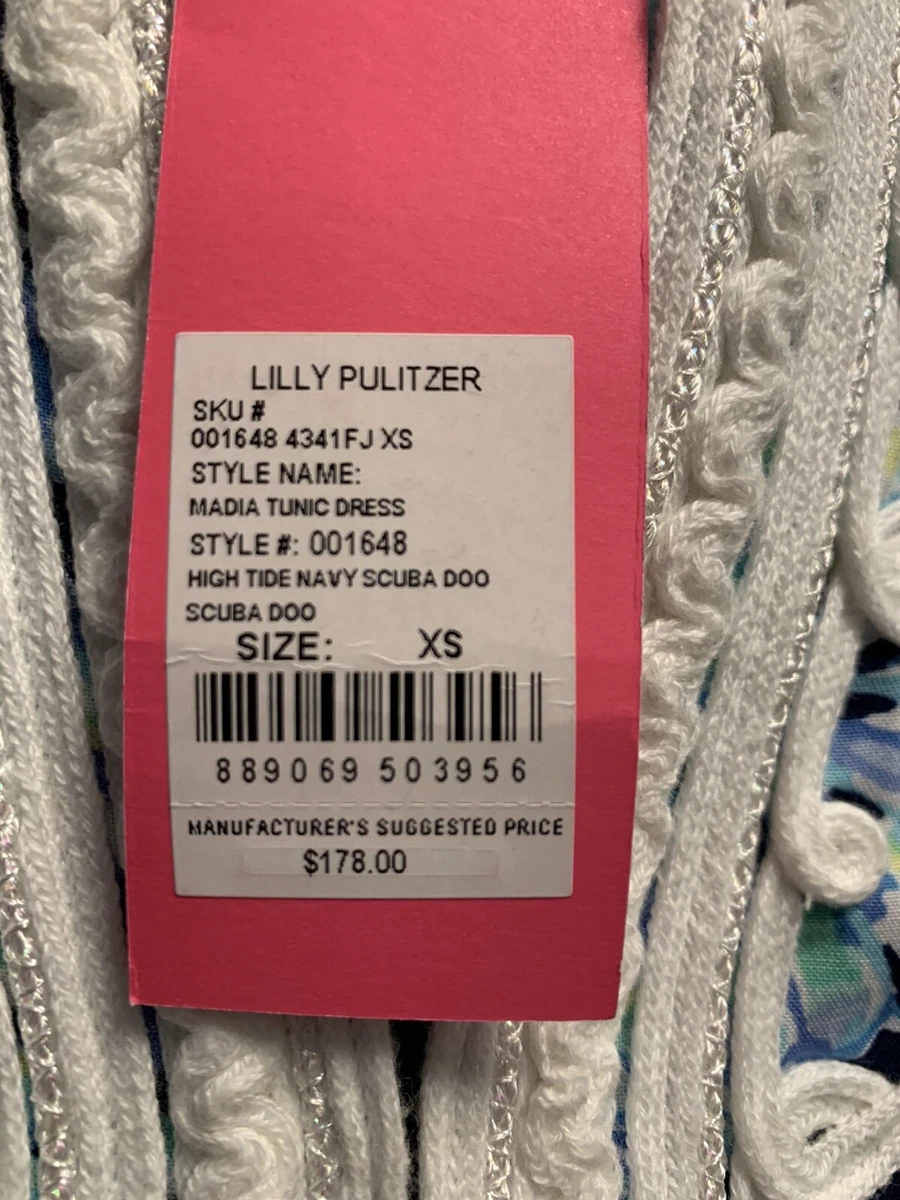 LILLY PULITZER
SKU #
001648 4341FJ XS
STYLE NAME:
MADIA TUNIC DRESS
STYLE #: 001648
HIGH TIDE NAVY SCUBA DOO
SCUBA DOO
SIZE: XS
889069 503956
MANUFACTURER'S SUGGESTED PRICE
$178.00